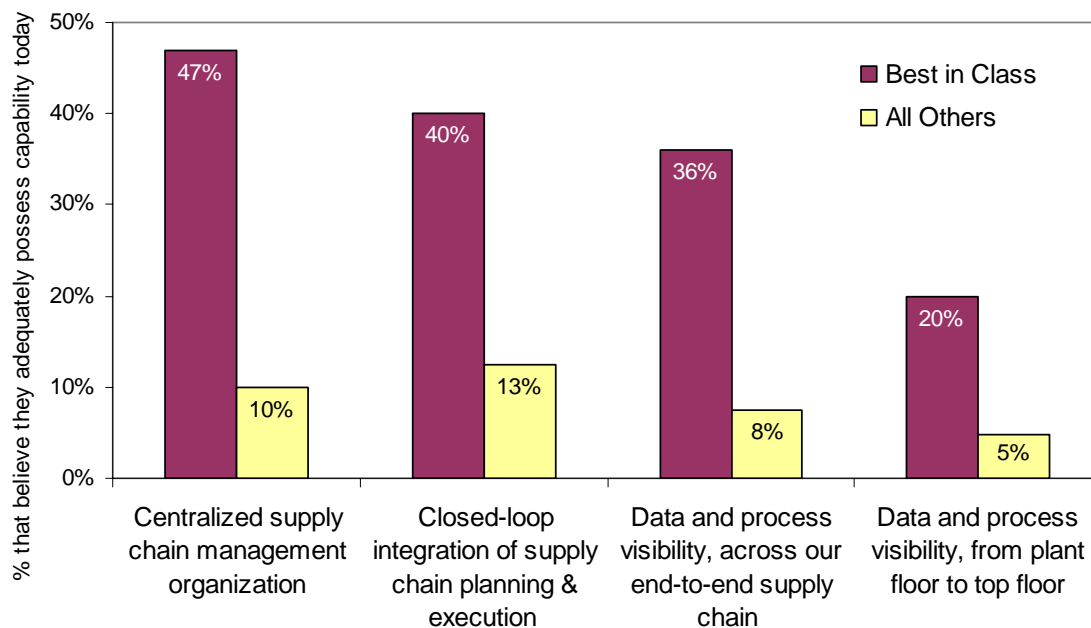 % that believe they adequately possess capability today
50%
40%
30%
20%
10%
0%
47%
10%
40%
13%
36%
8%
20%
5%
Best in Class
All Others
Centralized supply
chain management
organization
Closed-loop
integration of supply
chain planning &
execution
Data and process
visibility, across our
end-to-end supply
chain
Data and process
visibility, from plant
floor to top floor